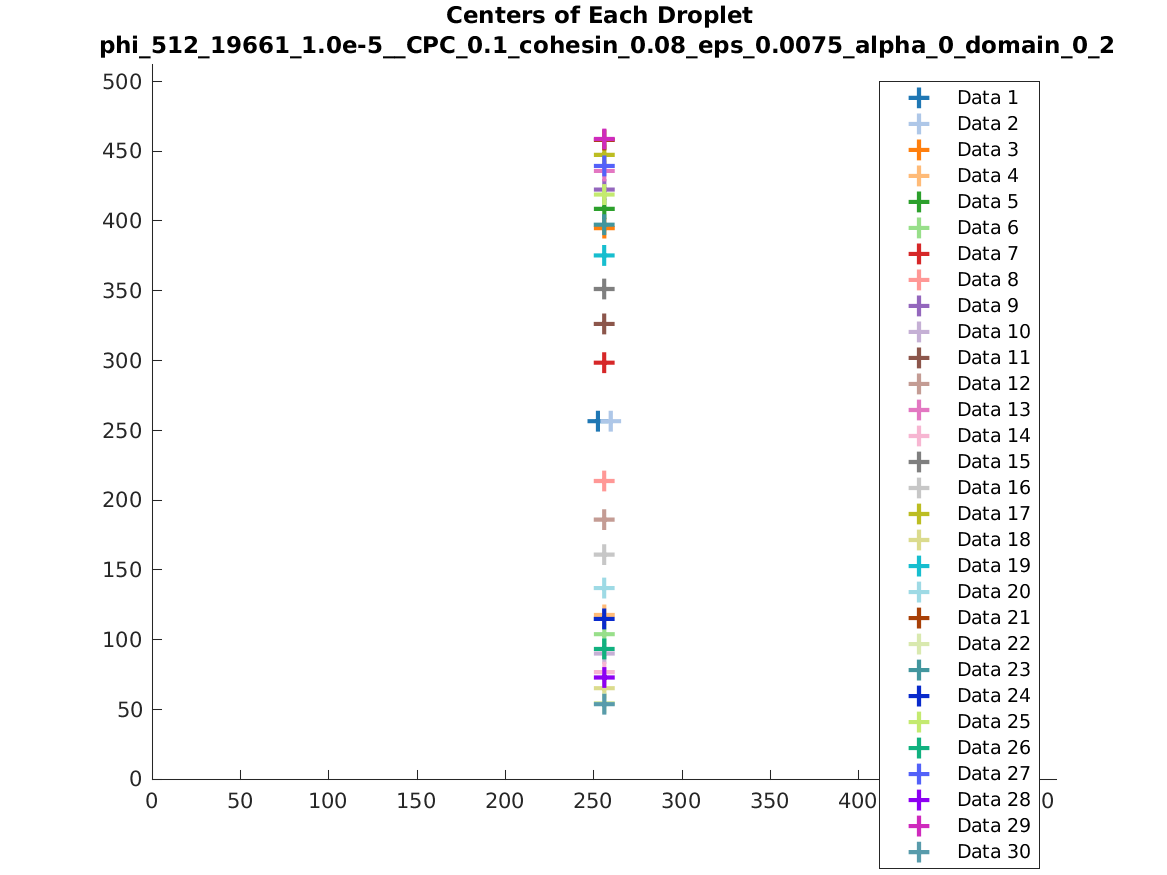 Centers of Each Droplet
phi_512_19661_1.0e-5__CPC_0.1_cohesin_0.08_eps_0.0075_alpha_0_domain_0_2
500
450
400
350
300
250
200
150
100
50
0
0 50 100 150 200 250 300 350 400 0
Data 1
Data 2
Data 3
Data 4
Data 5
Data 6
Data 7
Data 8
Data 9
Data 10
Data 11
Data 12
Data 13
Data 14
Data 15
Data 16
Data 17
Data 18
Data 19
Data 20
Data 21
Data 22
Data 23
Data 24
Data 25
Data 26
Data 27
Data 28
Data 29
Data 30